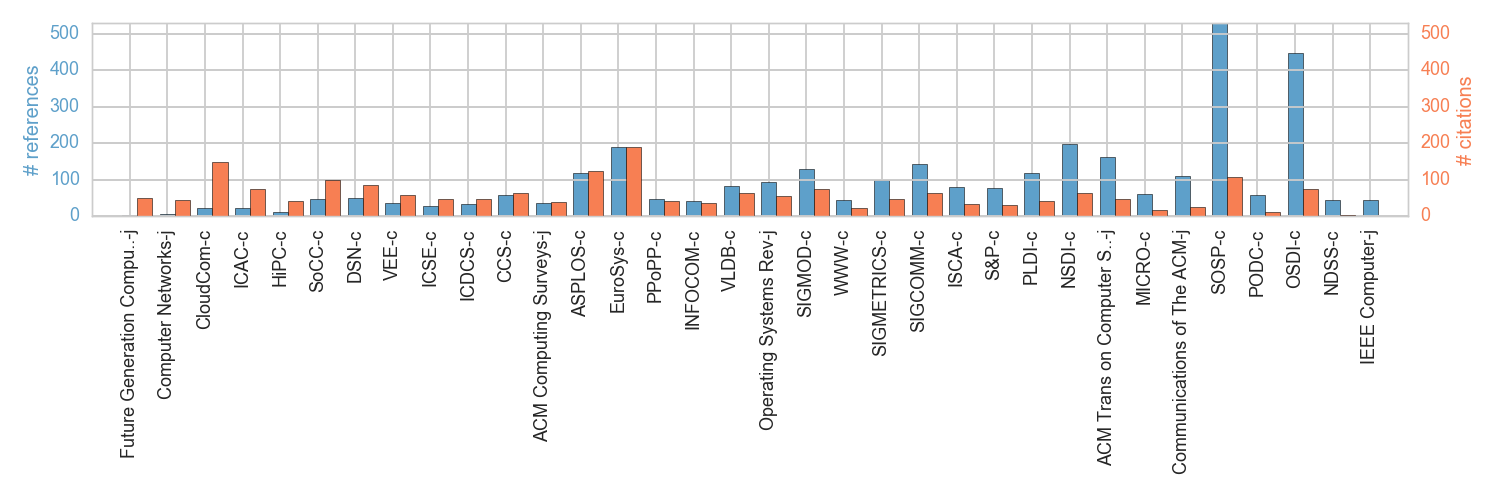 # references
500
400
300
200
100
0
500
400
300
200
100
0
# citations
Future Generation Compu..-j
Computer Networks-j
CloudCom-c
ICAC-c
HiPC-c
SoCC-c
DSN-c
VEE-c
ICSE-c
ICDCS-c
CCS-c
ACM Computing Surveys-j
ASPLOS-c
EuroSys-c
PPoPP-c
INFOCOM-c
VLDB-c
Operating Systems Rev-j
SIGMOD-c
WWW-c
SIGMETRICS-c
SIGCOMM-c
ISCA-c
S&P-c
PLDI-c
NSDI-c
ACM Trans on Computer S..-j
MICRO-c
Communications of The ACM-j
SOSP-c
PODC-c
OSDI-c
NDSS-c
IEEE Computer-j